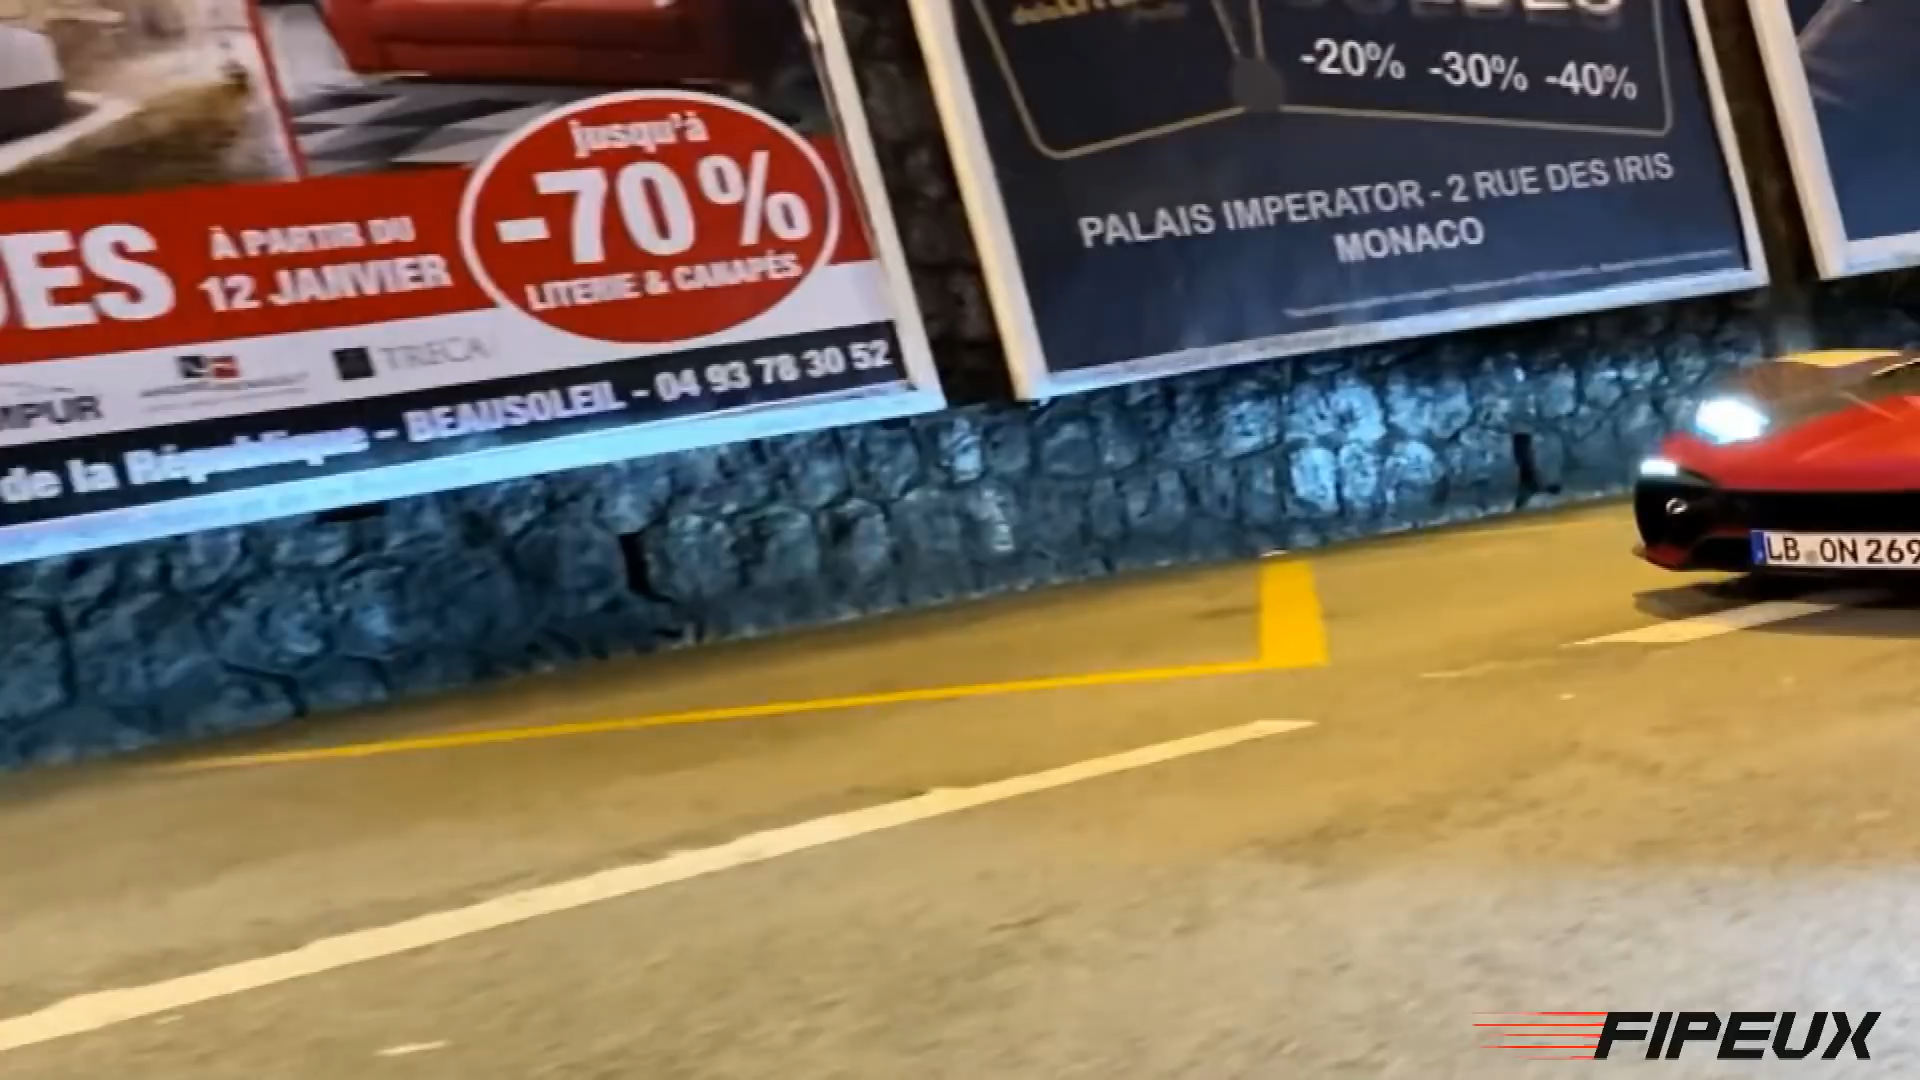 jusqu'à
-70%
LITERIE & CANAPÉS
ES
À PARTIR DU
12 JANVIER
MPUR
TRECA
de la République - BEAUSOLEIL - 04 93 78 30 52
-20% -30% -40%
PALAIS IMPERATOR - 2 RUE DES IRIS
MONACO
LB ON 269
FIPEUX